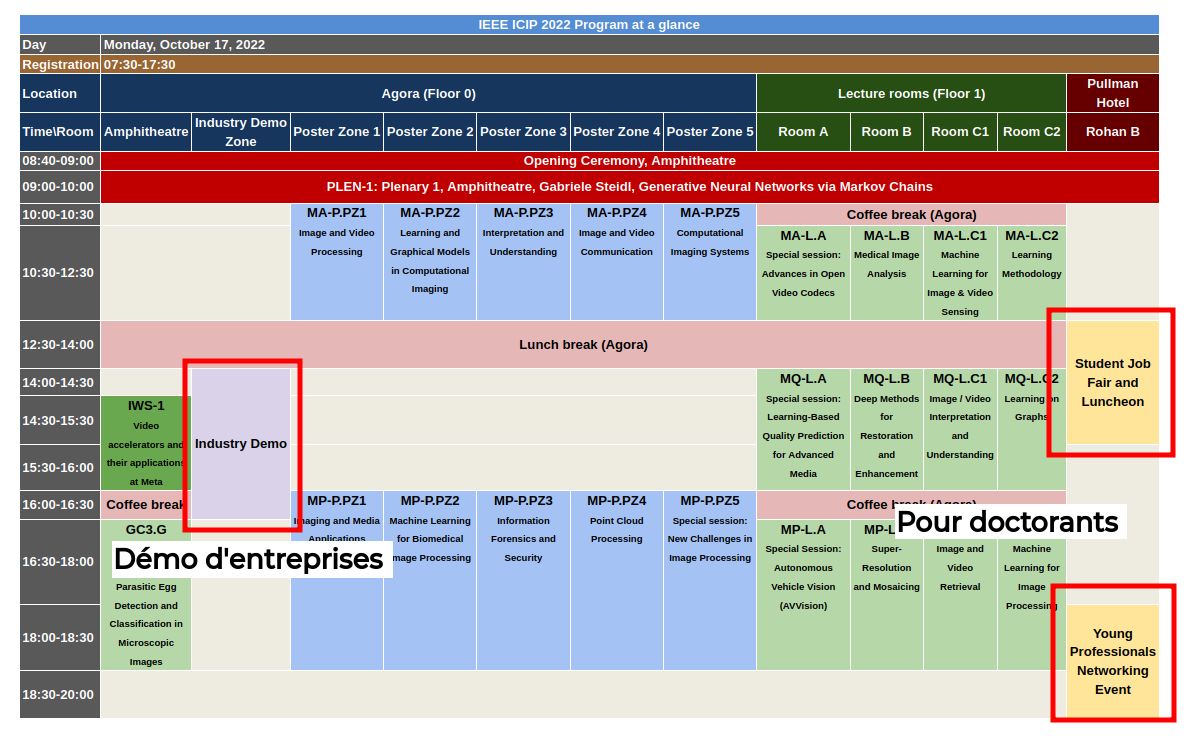 IEEE ICIP 2022 Program at a glance
Day Monday, October 17, 2022
Registration 07:30-17:30
Location Agora (Floor 0) Lecture rooms (Floor 1) Pullman
Hotel
Time\Room Amphitheatre Industry Demo
Zone Poster Zone 1 Poster Zone 2 Poster Zone 3 Poster Zone 4 Poster Zone 5 Room A Room B Room C1 Room C2 Rohan B
08:40-09:00 Opening Ceremony, Amphitheatre
09:00-10:00 PLEN-1: Plenary 1, Amphitheatre, Gabriele Steidl, Generative Neural Networks via Markov Chains
10:00-10:30
10:30-12:30
MA-P.PZ1
Image and Video
Processing
MA-P.PZ2
Learning and
Graphical Models
in Computational
Imaging
MA-P.PZ3
Interpretation and
Understanding
MA-P.PZ4
Image and Video
Communication
MA-P.PZ5
Computational
Imaging Systems
Coffee break (Agora)
MA-L.A
Special session:
Advances in Open
Video Codecs
MA-L.B
Medical Image
Analysis
MA-L.C1
Machine
Learning for
Image & Video
Sensing
MA-L.C2
Learning
Methodology
12:30-14:00 Lunch break (Agora)
Student Job
Fair and
Luncheon
14:00-14:30
14:30-15:30
15:30-16:00
IWS-1
Video
accelerators and
their applications
at Meta
Industry Demo
MQ-L.A
Special session:
Learning-Based
Quality Prediction
for Advanced
Media
MQ-L.B
Deep Methods
for
Restoration
and
Enhancement
MQ-L.C1
Image / Video
Interpretation
and
Understanding
MQ-L.C2
Learning on
Graphs
16:00-16:30 Coffee break
16:30-18:00
18:00-18:30
GC3.G
Démo d'entreprises
Parasitic Egg
Detection and
Classification in
Microscopic
Images
MP-P.PZ1
Imaging and Media
Applications
MP-P.PZ2
Machine Learning
for Biomedical
Image Processing
MP-P.PZ3
Information
Forensics and
Security
MP-P.PZ4
Point Cloud
Processing
MP-P.PZ5
Special session:
New Challenges in
Image Processing
Coffee break (Agora)
Pour doctorants
MP-L.A
Special Session:
Autonomous
Vehicle Vision
(AVVision)
MP-L
Super-
Resolution
and Mosaicing
Image and
Video
Retrieval
Machine
Learning for
Image
Processing
Young
Professionals
Networking
Event
18:30-20:00